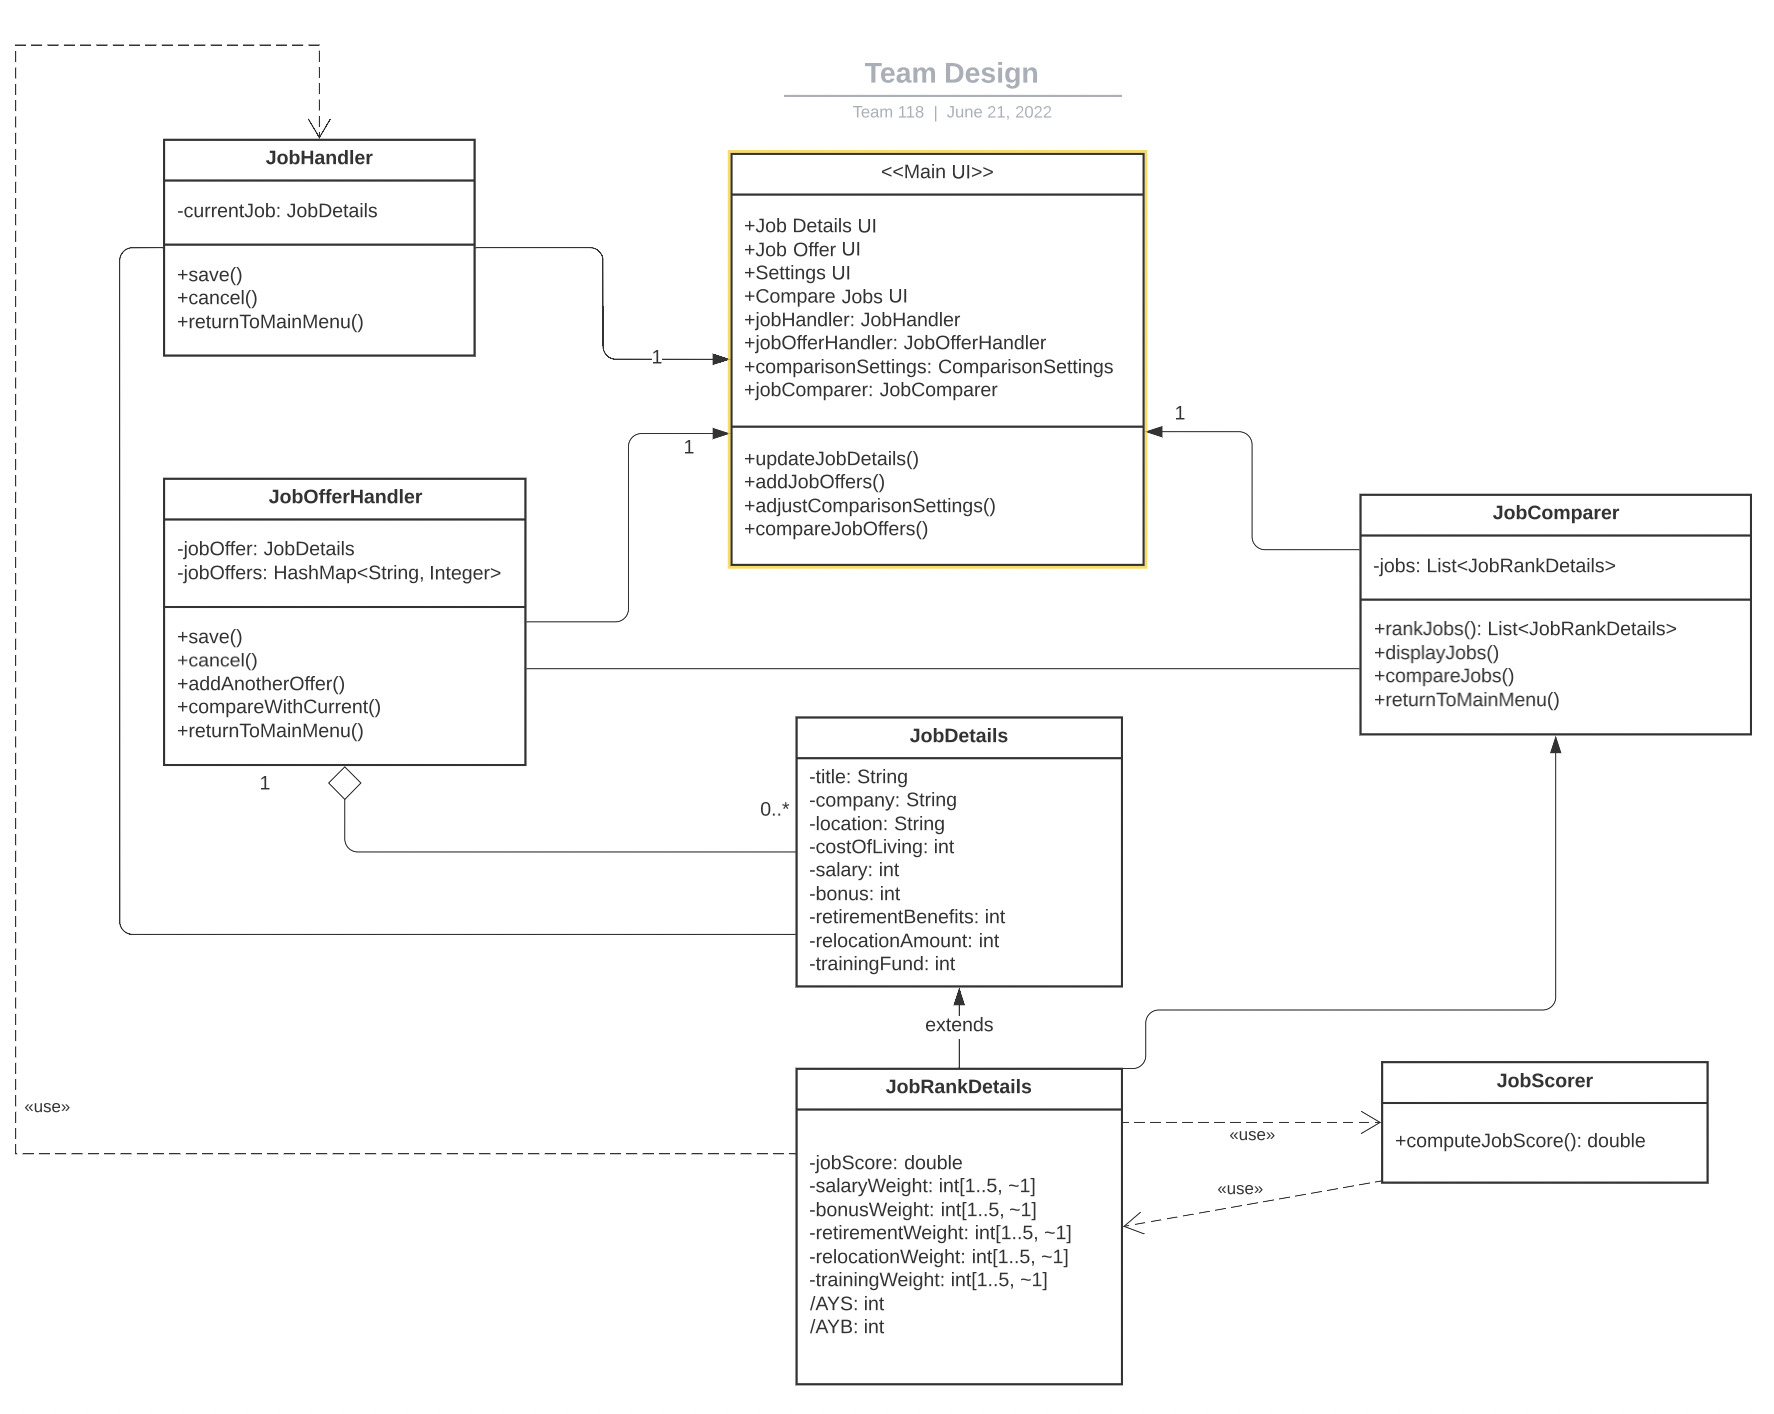 Team Design
Team 118 | June 21, 2022
JobHandler
-currentJob: JobDetails
+save()
+cancel()
+returnToMainMenu()
<<Main UI>>
+Job Details UI
+Job Offer UI
+Settings UI
+Compare Jobs UI
+jobHandler: JobHandler
+jobOfferHandler: JobOfferHandler
+comparisonSettings: ComparisonSettings
+jobComparer: JobComparer
+updateJobDetails()
+addJobOffers()
+adjustComparisonSettings()
+compareJobOffers()
1
1
1
JobOfferHandler
-jobOffer: JobDetails
-jobOffers: HashMap<String, Integer>
+save()
+cancel()
+addAnotherOffer()
+compareWithCurrent()
+returnToMainMenu()
JobComparer
-jobs: List<JobRankDetails>
+rankJobs(): List<JobRankDetails>
+displayJobs()
+compareJobs()
+returnToMainMenu()
1
0..*
JobDetails
-title: String
-company: String
-location: String
-costOfLiving: int
-salary: int
-bonus: int
-retirementBenefits: int
-relocationAmount: int
-trainingFund: int
extends
«use»
JobRankDetails
-jobScore: double
-salaryWeight: int[1..5, ~1]
-bonusWeight: int[1..5, ~1]
-retirementWeight: int[1..5, ~1]
-relocationWeight: int[1..5, ~1]
-trainingWeight: int[1..5, ~1]
/AYS: int
/AYB: int
«use»
«use»
JobScorer
+computeJobScore(): double